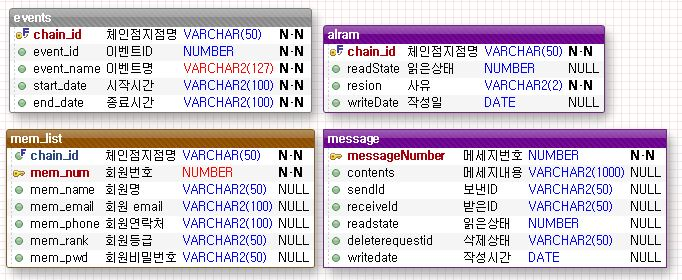 events
chain_id 체인점지점명 VARCHAR(50) N-N
event_id 이벤트ID NUMBER N-N
event_name 이벤트명 VARCHAR2(127) N-N
start_date 시작시간 VARCHAR2(100) N-N
end_date 종료시간 VARCHAR2(100) N-N
alram
chain_id 체인점지점명 VARCHAR(50) N-N
readState 읽은상태 NUMBER NULL
resion 사유 VARCHAR2(2) N-N
writeDate 작성일 DATE NULL
mem_list
chain_id 체인점지점명 VARCHAR(50) N-N
mem_num 회원번호 NUMBER N-N
mem_name 회원명 VARCHAR2(50) NULL
mem_email 회원 email VARCHAR2(100) NULL
mem_phone 회원연락처 VARCHAR2(100) NULL
mem_rank 회원등급 VARCHAR2(50) NULL
mem_pwd 회원비밀번호 VARCHAR2(50) NULL
message
messageNumber 메세지번호 NUMBER N-N
contents 메세지내용 VARCHAR2(1000) NULL
sendId 보낸ID VARCHAR2(50) NULL
receiveId 받은ID VARCHAR2(50) NULL
readstate 읽은상태 NUMBER NULL
deleterequestid 삭제상태 VARCHAR2(50) NULL
writedate 작성시간 DATE NULL